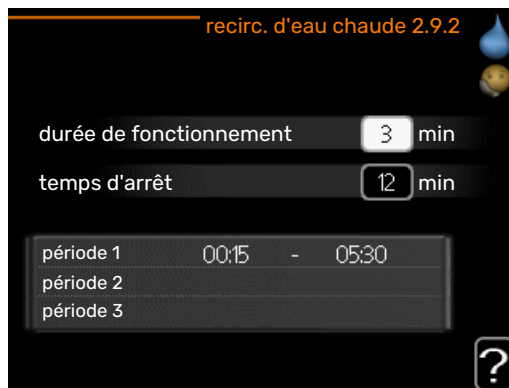 recirc. d'eau chaude 2.9.2
durée de fonctionnement 3 min
temps d'arrêt 12 min
période 1 00:15 - 05:30
période 2
période 3
?